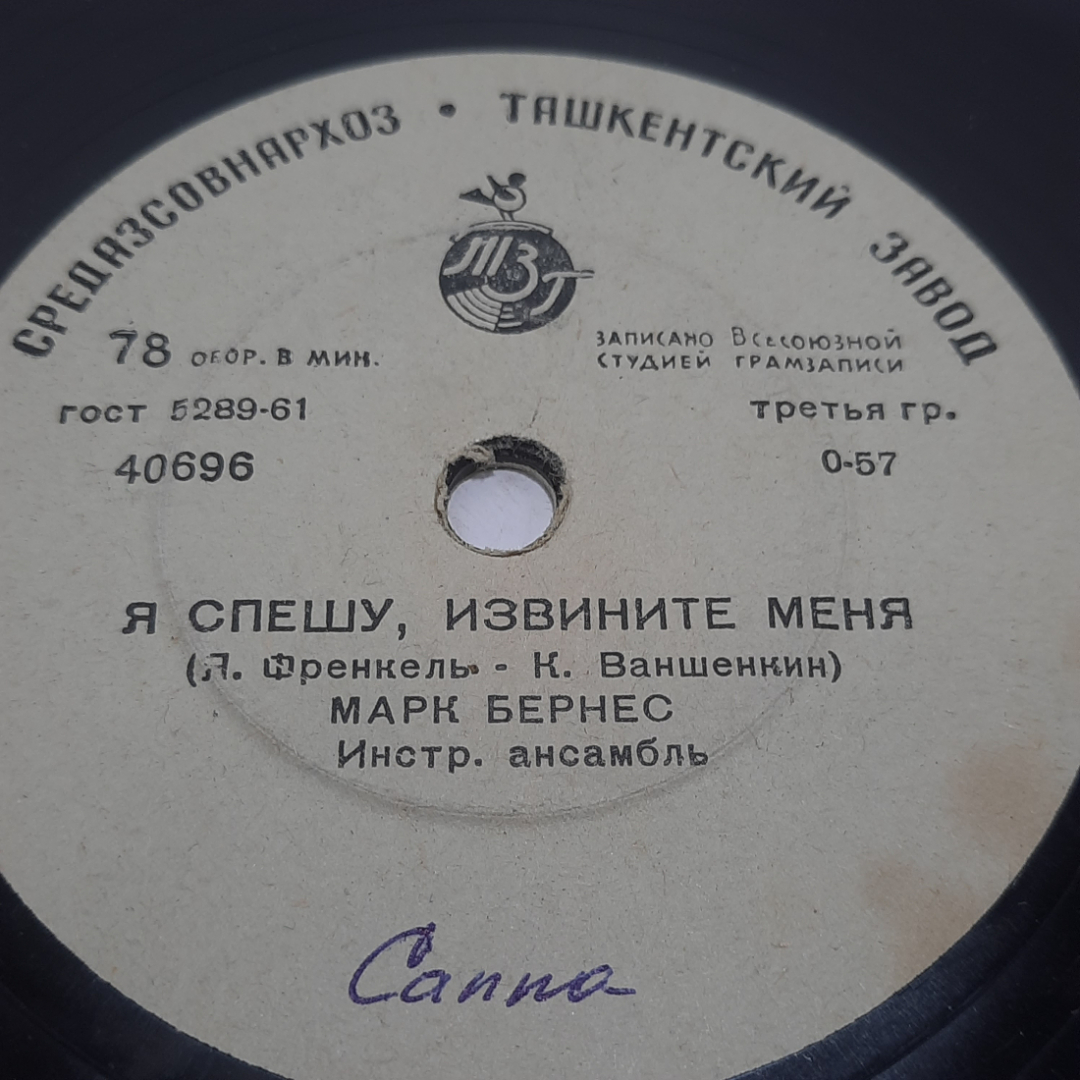 СРЕДАЗСОВНАРХОЗ • ТАШКЕНТСКИЙ ЗАВОД
ТЗГ
78 ОБОР. В МИН.
ЗАПИСАНО ВСЕСОЮЗНОЙ
СТУДИЕЙ ГРАМЗАПИСИ
ГОСТ 5289-61
третья гр.
40696
0-57
Я СПЕШУ, ИЗВИНИТЕ МЕНЯ
(Я. Френкель - К. Ваншенкин)
МАРК БЕРНЕС
Инстр. ансамбль
Саппа